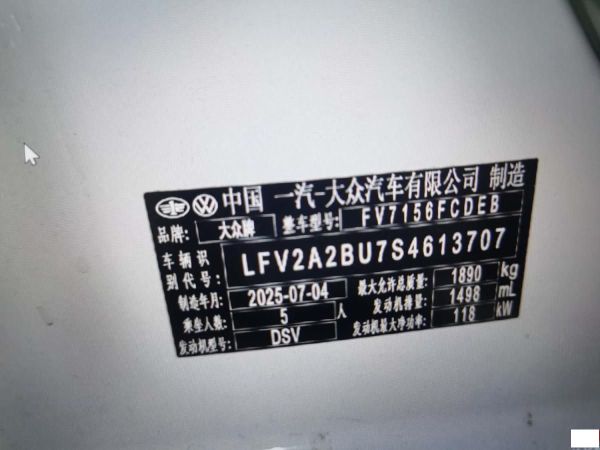 中国 一汽-大众汽车有限公司 制造
品牌: 大众牌 整车型号: FV7156FCDEB
车辆识别代号: LFV2A2BU7S4613707
制造年月: 2025-07-04 最大允许总质量: 1890 kg
乘坐人数: 5 人 发动机排量: 1498 mL
发动机型号: DSV 发动机最大净功率: 118 kW